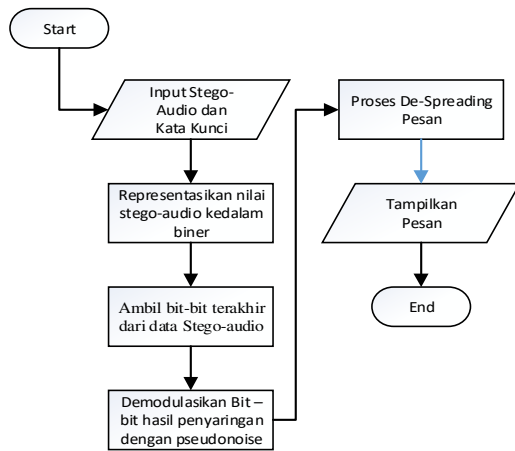 Start
Input Stego-
Audio dan
Kata Kunci
Representasikan nilai
stego-audio kedalam
biner
Ambil bit-bit terakhir
dari data Stego-audio
Demodulasikan Bit –
bit hasil penyaringan
dengan pseudonoise
Proses De-Spreading
Pesan
Tampilkan
Pesan
End